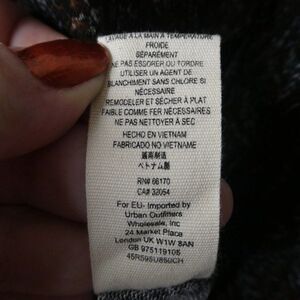 LAVAGE À LA MAIN À TEMPÉRATURE
FROIDE
SÉPARÉMENT
NE PAS ESSORER OU TORDRE
UTILISER UN AGENT DE
BLANCHIMENT SANS CHLORE SI
NÉCESSAIRE
REMODELER ET SÉCHER À PLAT
FAIBLE COMME FER NÉCESSAIRES
NE PAS NETTOYER À SEC
HECHO EN VIETNAM
FABRICADO NO VIETNAM
越南制造
ベトナム製
RN# 66170
CA# 32054
For EU- Imported by
Urban Outfitters
Wholesale, Inc
24 Market Place
London UK W1W 8AN
GB 975119105